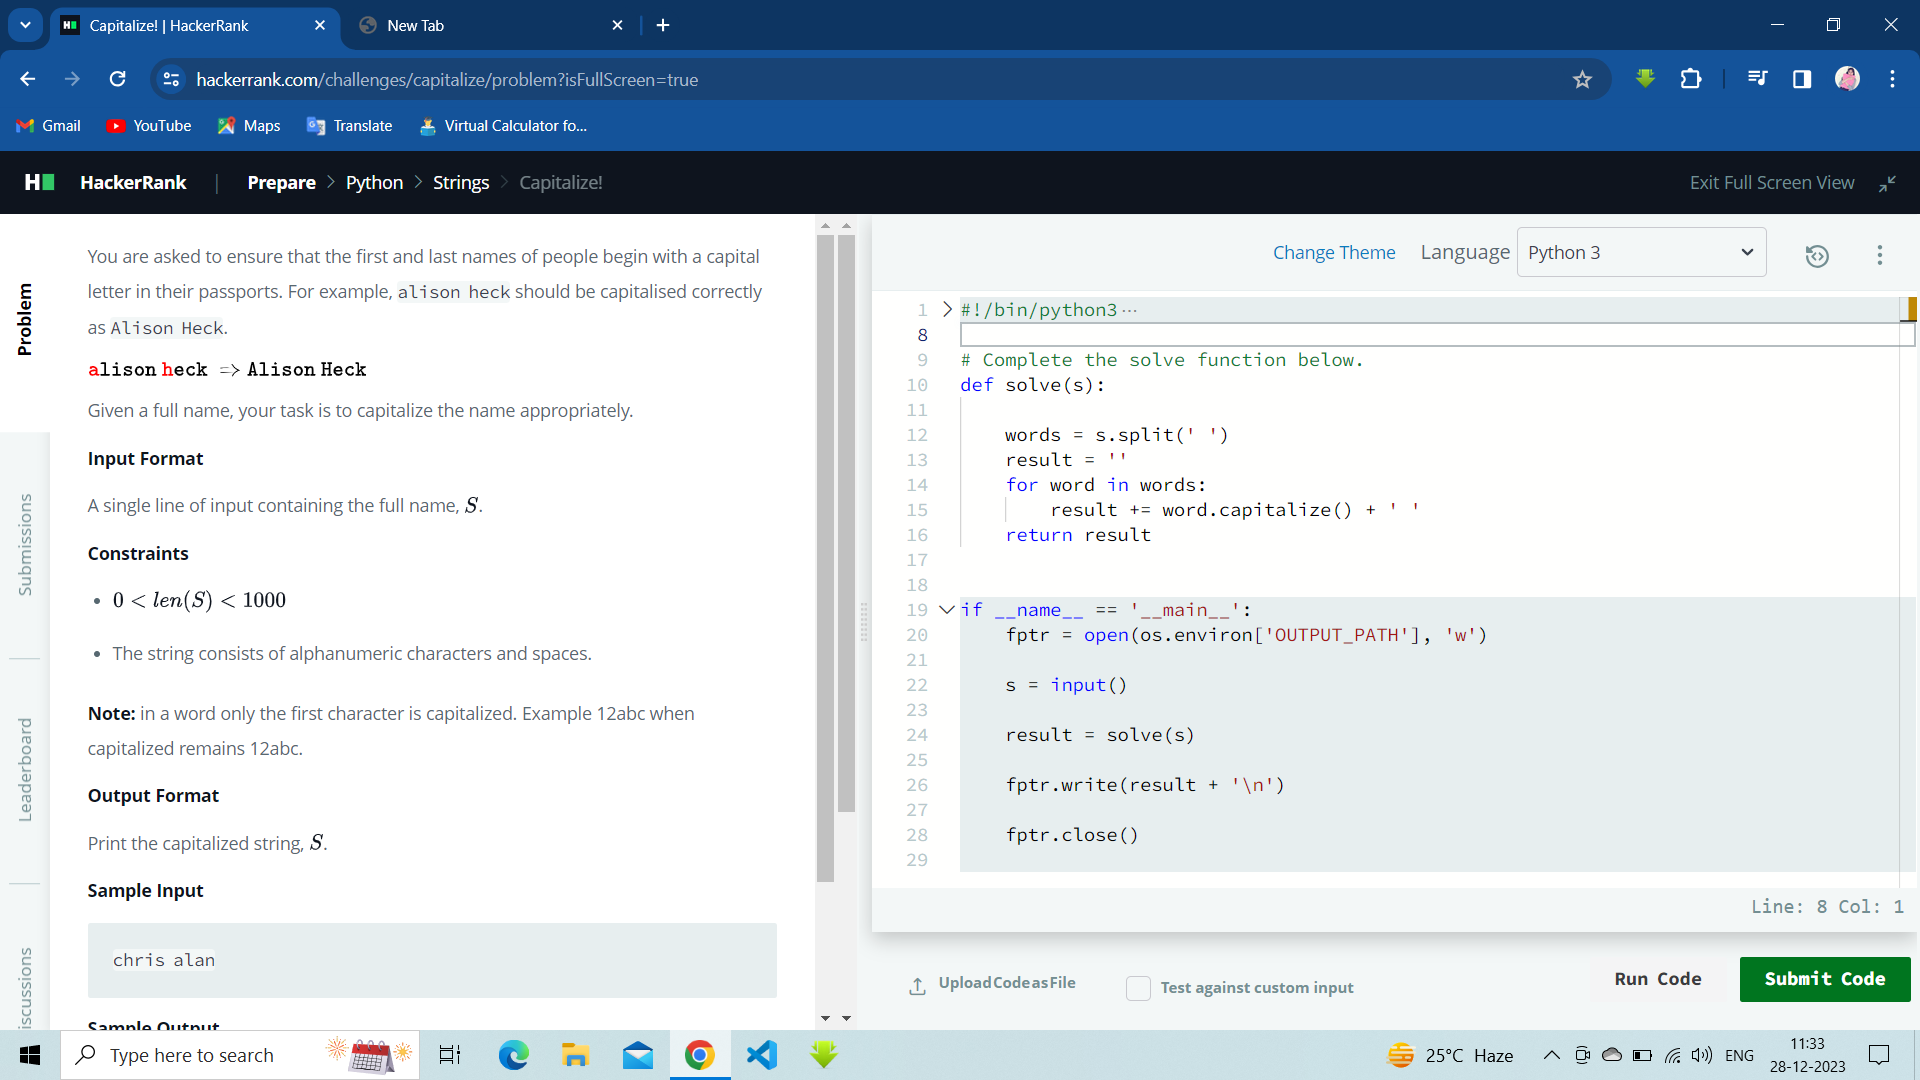 Capitalize! | HackerRank
New Tab
hackerrank.com/challenges/capitalize/problem?isFullScreen=true
Gmail
YouTube
Maps
Translate
Virtual Calculator fo...
HackerRank
Prepare > Python > Strings > Capitalize!
Exit Full Screen View
Problem
Submissions
Leaderboard
iscussions
You are asked to ensure that the first and last names of people begin with a capital
letter in their passports. For example, alison heck should be capitalised correctly
as Alison Heck.
alison heck => Alison Heck
Given a full name, your task is to capitalize the name appropriately.
Input Format
A single line of input containing the full name, S.
Constraints
• 0 < len(S) < 1000
• The string consists of alphanumeric characters and spaces.
Note: in a word only the first character is capitalized. Example 12abc when
capitalized remains 12abc.
Output Format
Print the capitalized string, S.
Sample Input
chris alan
Sample Output
Change Theme
Language
Python 3
1 #!/bin/python3...
8
9 # Complete the solve function below.
10 def solve(s):
11
12 words = s.split(' ')
13 result = ''
14 for word in words:
15 result += word.capitalize() + ' '
16 return result
17
18
19 if __name__ == '__main__':
20 fptr = open(os.environ['OUTPUT_PATH'], 'w')
21
22 s = input()
23
24 result = solve(s)
25
26 fptr.write(result + '\n')
27
28 fptr.close()
29
Line: 8 Col: 1
Upload Code as File
Test against custom input
Run Code
Submit Code
Type here to search
25°C Haze
ENG
11:33
28-12-2023